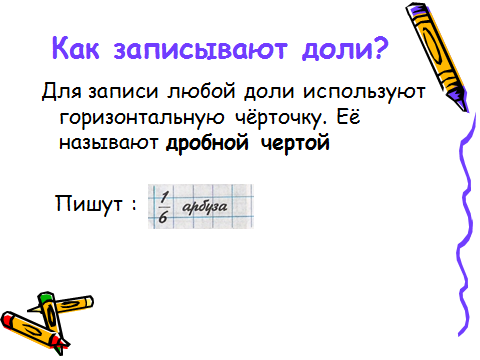 Как записывают доли?
Для записи любой доли используют
горизонтальную чёрточку. Её
называют дробной чертой
Пишут : 1/6 арбуза